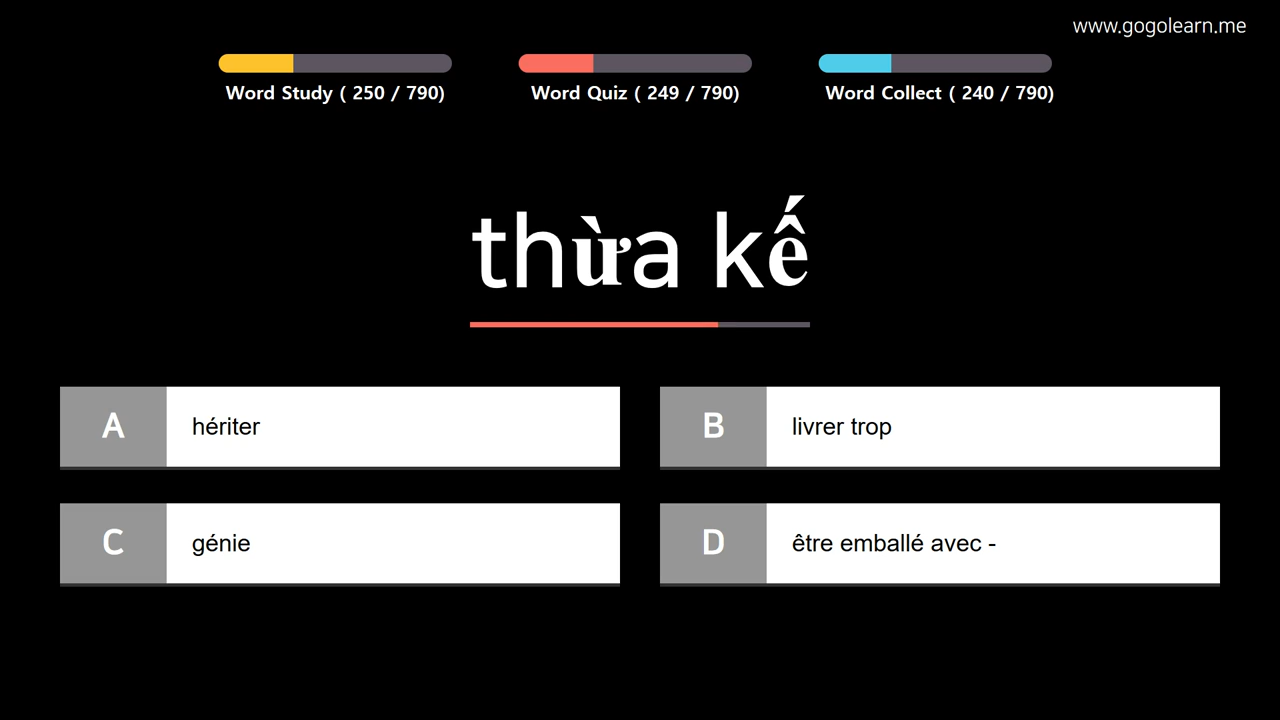 www.gogolearn.me
Word Study ( 250 / 790)
Word Quiz ( 249 / 790)
Word Collect ( 240 / 790)
thừa kế
A hériter
B livrer trop
C génie
D être emballé avec -